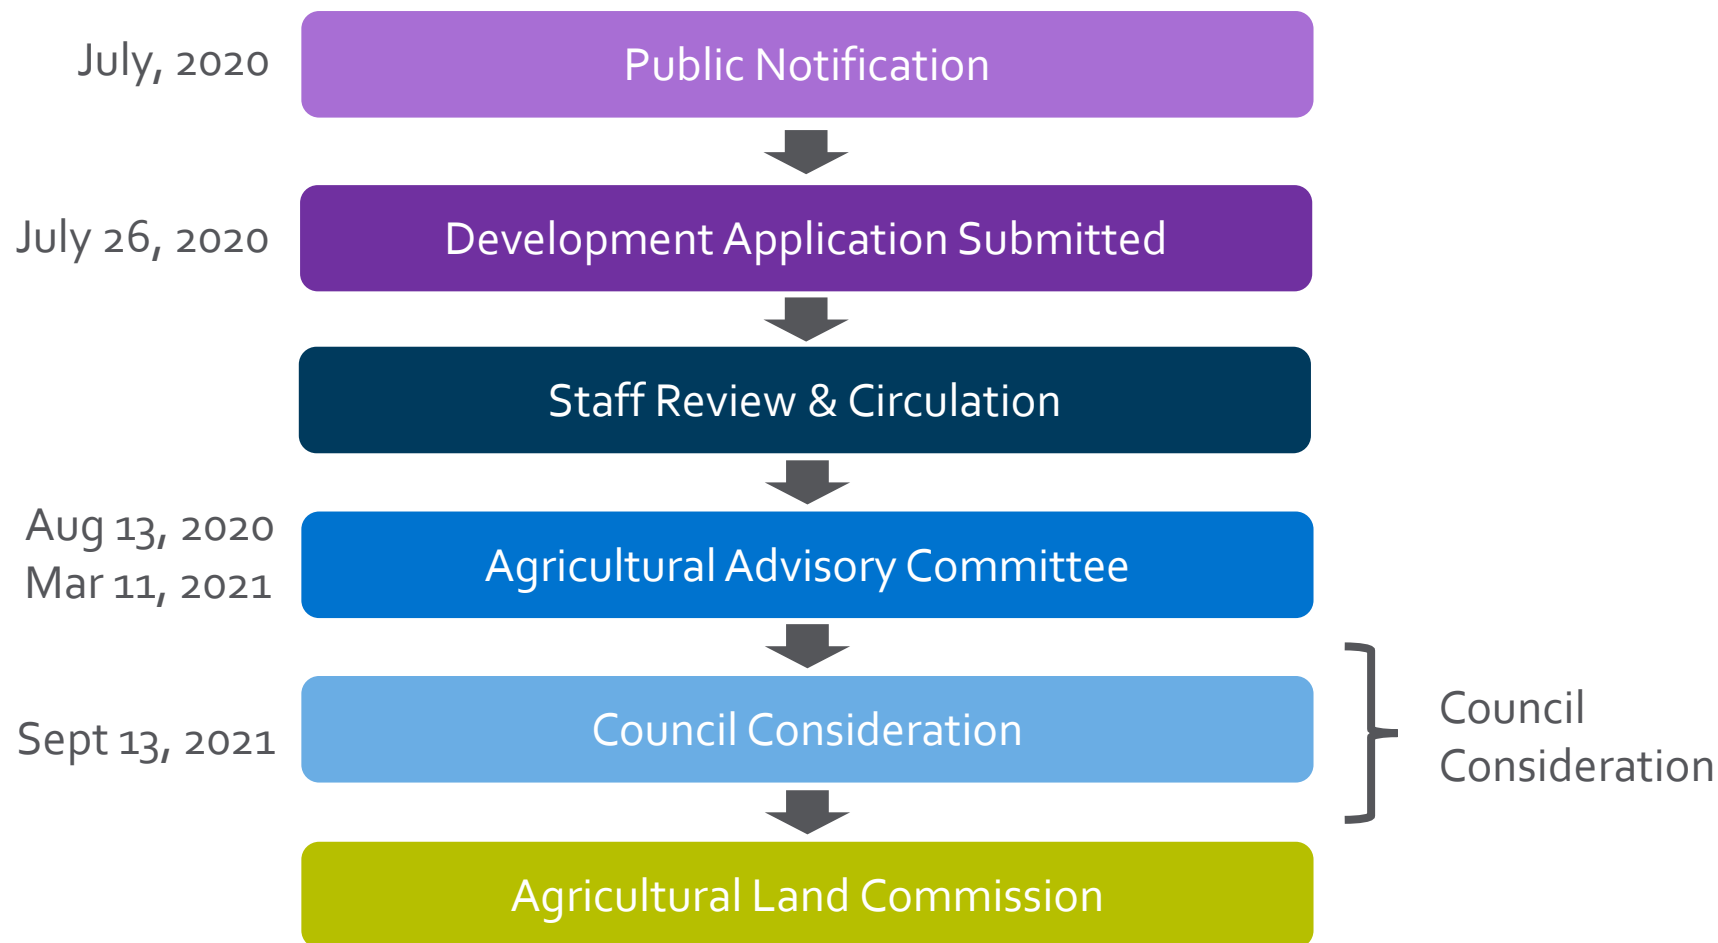 July, 2020
Public Notification
July 26, 2020
Development Application Submitted
Staff Review & Circulation
Aug 13, 2020
Mar 11, 2021
Agricultural Advisory Committee
Sept 13, 2021
Council Consideration
Council
Consideration
Agricultural Land Commission